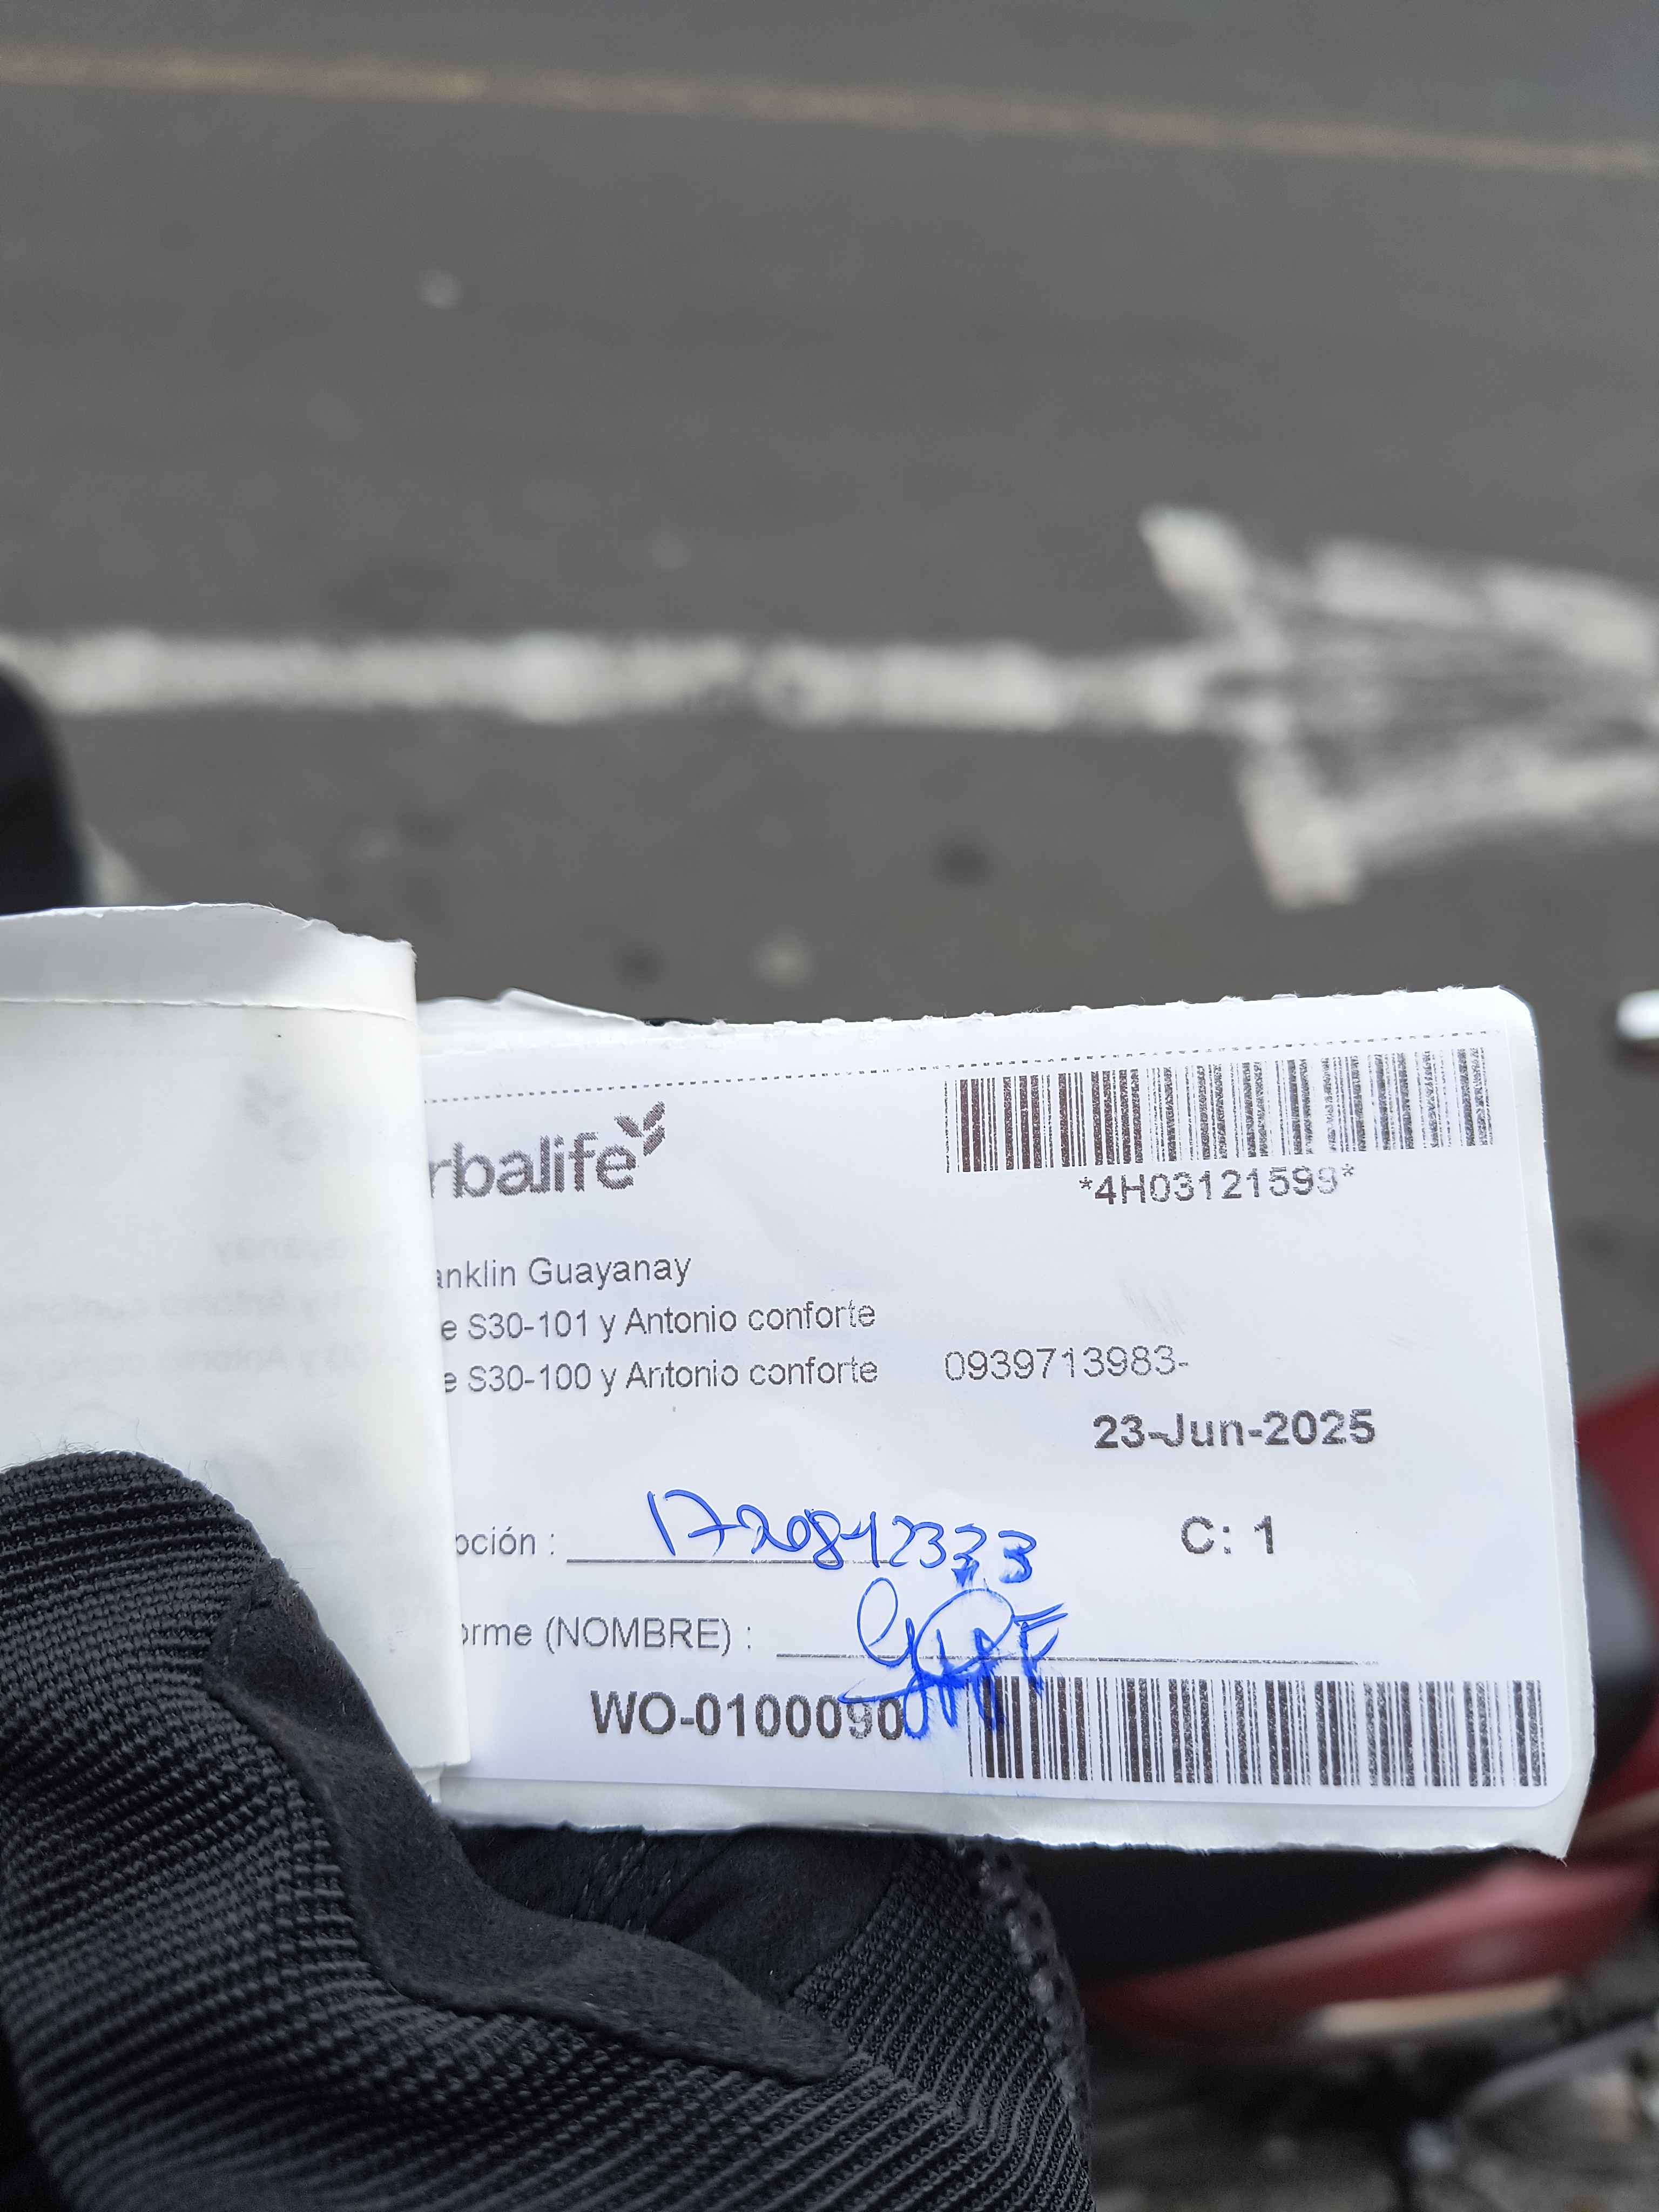 rbalife
*4H03121599*
anklin Guayanay
e S30-101 y Antonio conforte
e S30-100 y Antonio conforte 0939713983-
23-Jun-2025
pción : C: 1
orme (NOMBRE) :
WO-0100090